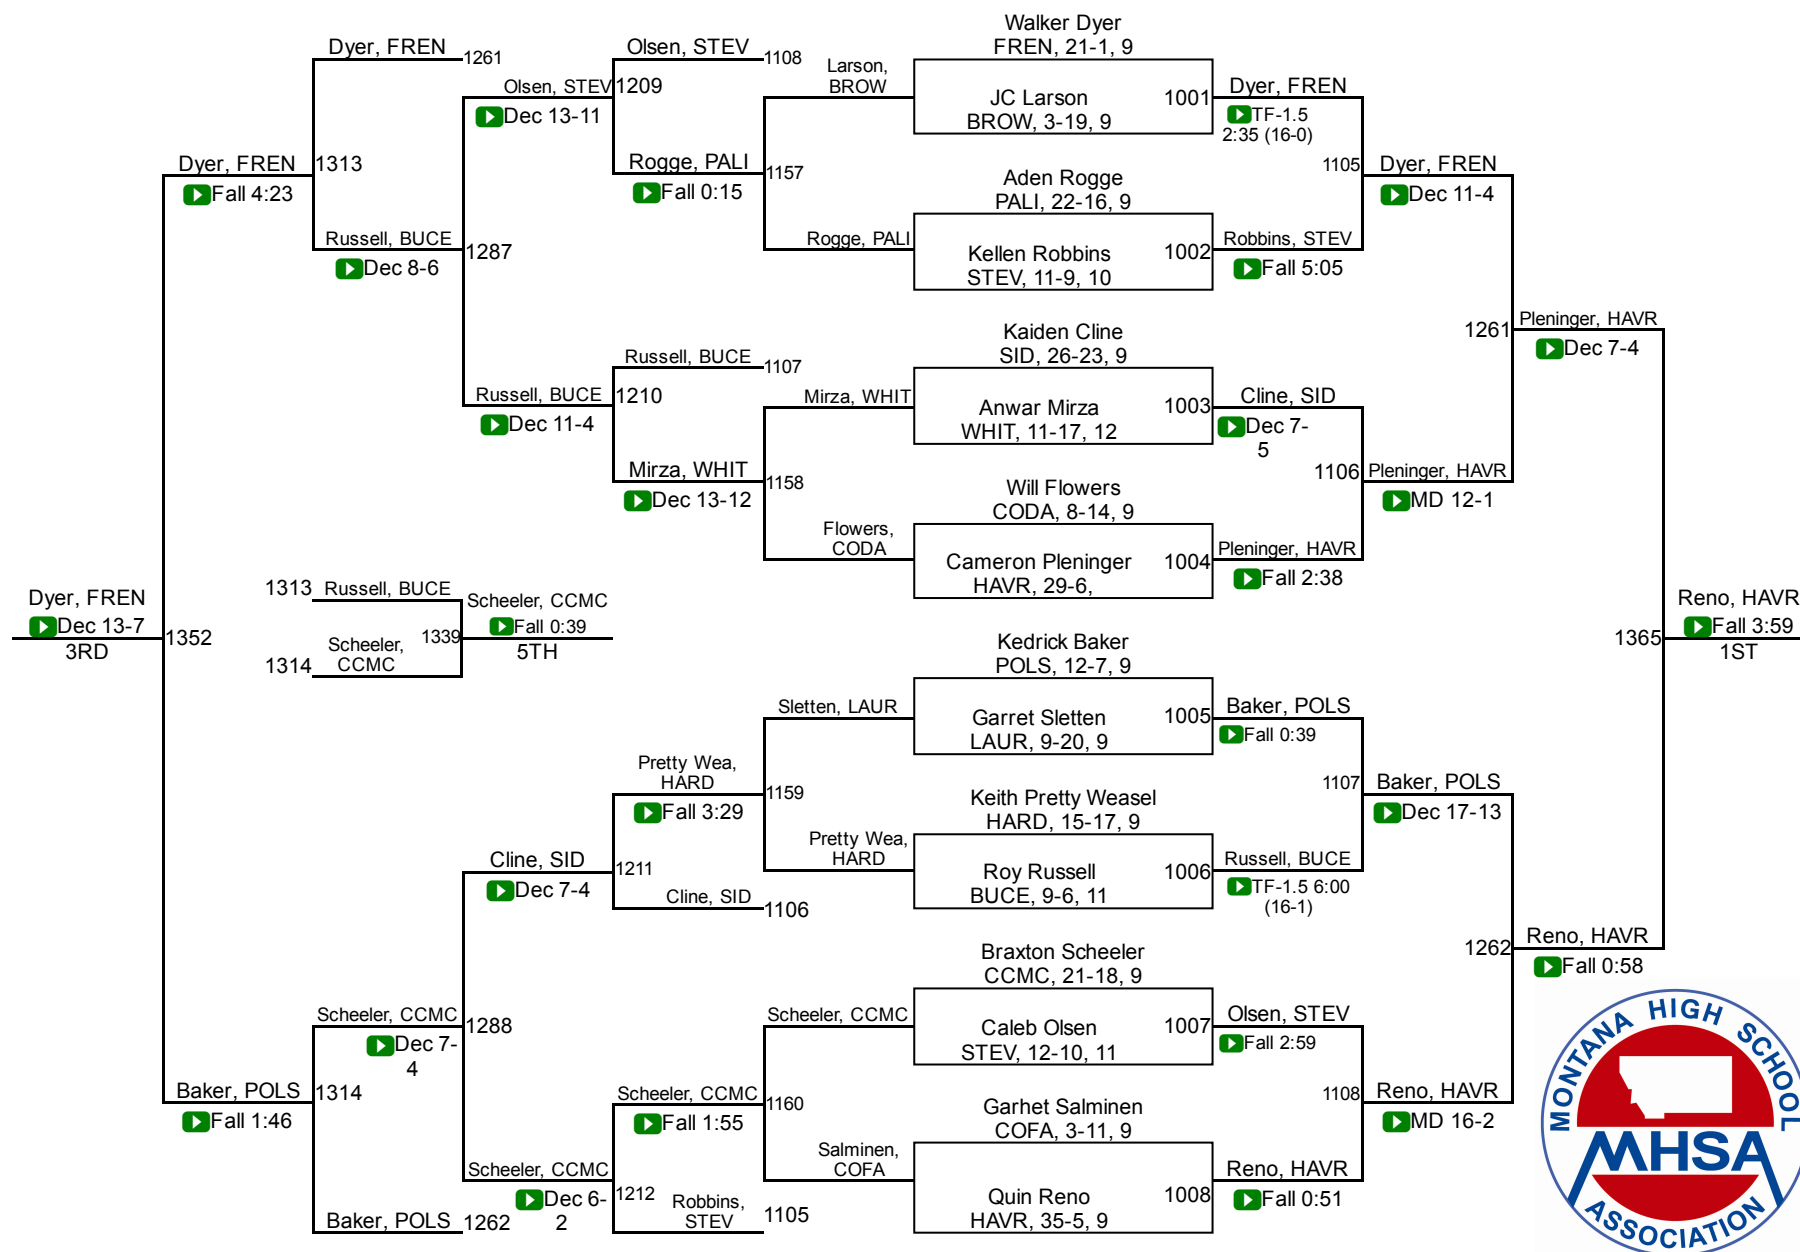 Walker Dyer
FREN, 21-1, 9
JC Larson
BROW, 3-19, 9
1001
Aden Rogge
PALI, 22-16, 9
Kellen Robbins
STEV, 11-9, 10
1002
Kaiden Cline
SID, 26-23, 9
Anwar Mirza
WHIT, 11-17, 12
1003
Will Flowers
CODA, 8-14, 9
Cameron Pleninger
HAVR, 29-6,
1004
Kedrick Baker
POLS, 12-7, 9
Garret Sletten
LAUR, 9-20, 9
1005
Keith Pretty Weasel
HARD, 15-17, 9
Roy Russell
BUCE, 9-6, 11
1006
Braxton Scheeler
CCMC, 21-18, 9
Caleb Olsen
STEV, 12-10, 11
1007
Garhet Salminen
COFA, 3-11, 9
Quin Reno
HAVR, 35-5, 9
1008
Dyer, FREN
TF-1.5
2:35 (16-0)
Robbins, STEV
Fall 5:05
Cline, SID
Dec 7-
5
Pleninger, HAVR
Fall 2:38
Baker, POLS
Fall 0:39
Russell, BUCE
TF-1.5 6:00
(16-1)
Olsen, STEV
Fall 2:59
Reno, HAVR
Fall 0:51
1105
Dyer, FREN
Dec 11-4
1106
Pleninger, HAVR
MD 12-1
1107
Baker, POLS
Dec 17-13
1108
Reno, HAVR
MD 16-2
1261
Pleninger, HAVR
Dec 7-4
1262
Reno, HAVR
Fall 0:58
1365
Reno, HAVR
Fall 3:59
1ST
Larson,
BROW
Rogge, PALI
Mirza, WHIT
Flowers,
CODA
Sletten, LAUR
Pretty Wea,
HARD
Scheeler, CCMC
Salminen,
COFA
Olsen, STEV
1108
1157
Rogge, PALI
Fall 0:15
Russell, BUCE
1107
1158
Mirza, WHIT
Dec 13-12
Pretty Wea,
HARD
Fall 3:29
1159
Cline, SID
1106
Scheeler, CCMC
Fall 1:55
1160
Robbins,
STEV
1105
Olsen, STEV
1209
Dec 13-11
Russell, BUCE
1210
Dec 11-4
Cline, SID
1211
Dec 7-4
Scheeler, CCMC
1212
Dec 6-
2
Dyer, FREN
1261
Russell, BUCE
1287
Dec 8-6
Scheeler, CCMC
1288
Dec 7-
4
Baker, POLS
1262
Dyer, FREN
1313
Fall 4:23
Baker, POLS
1314
Fall 1:46
1313
Russell, BUCE
1314
Scheeler,
CCMC
1339
Scheeler, CCMC
Fall 0:39
5TH
Dyer, FREN
Dec 13-7
3RD
1352
MONTANA HIGH SCHOOL
MHSA
ASSOCIATION